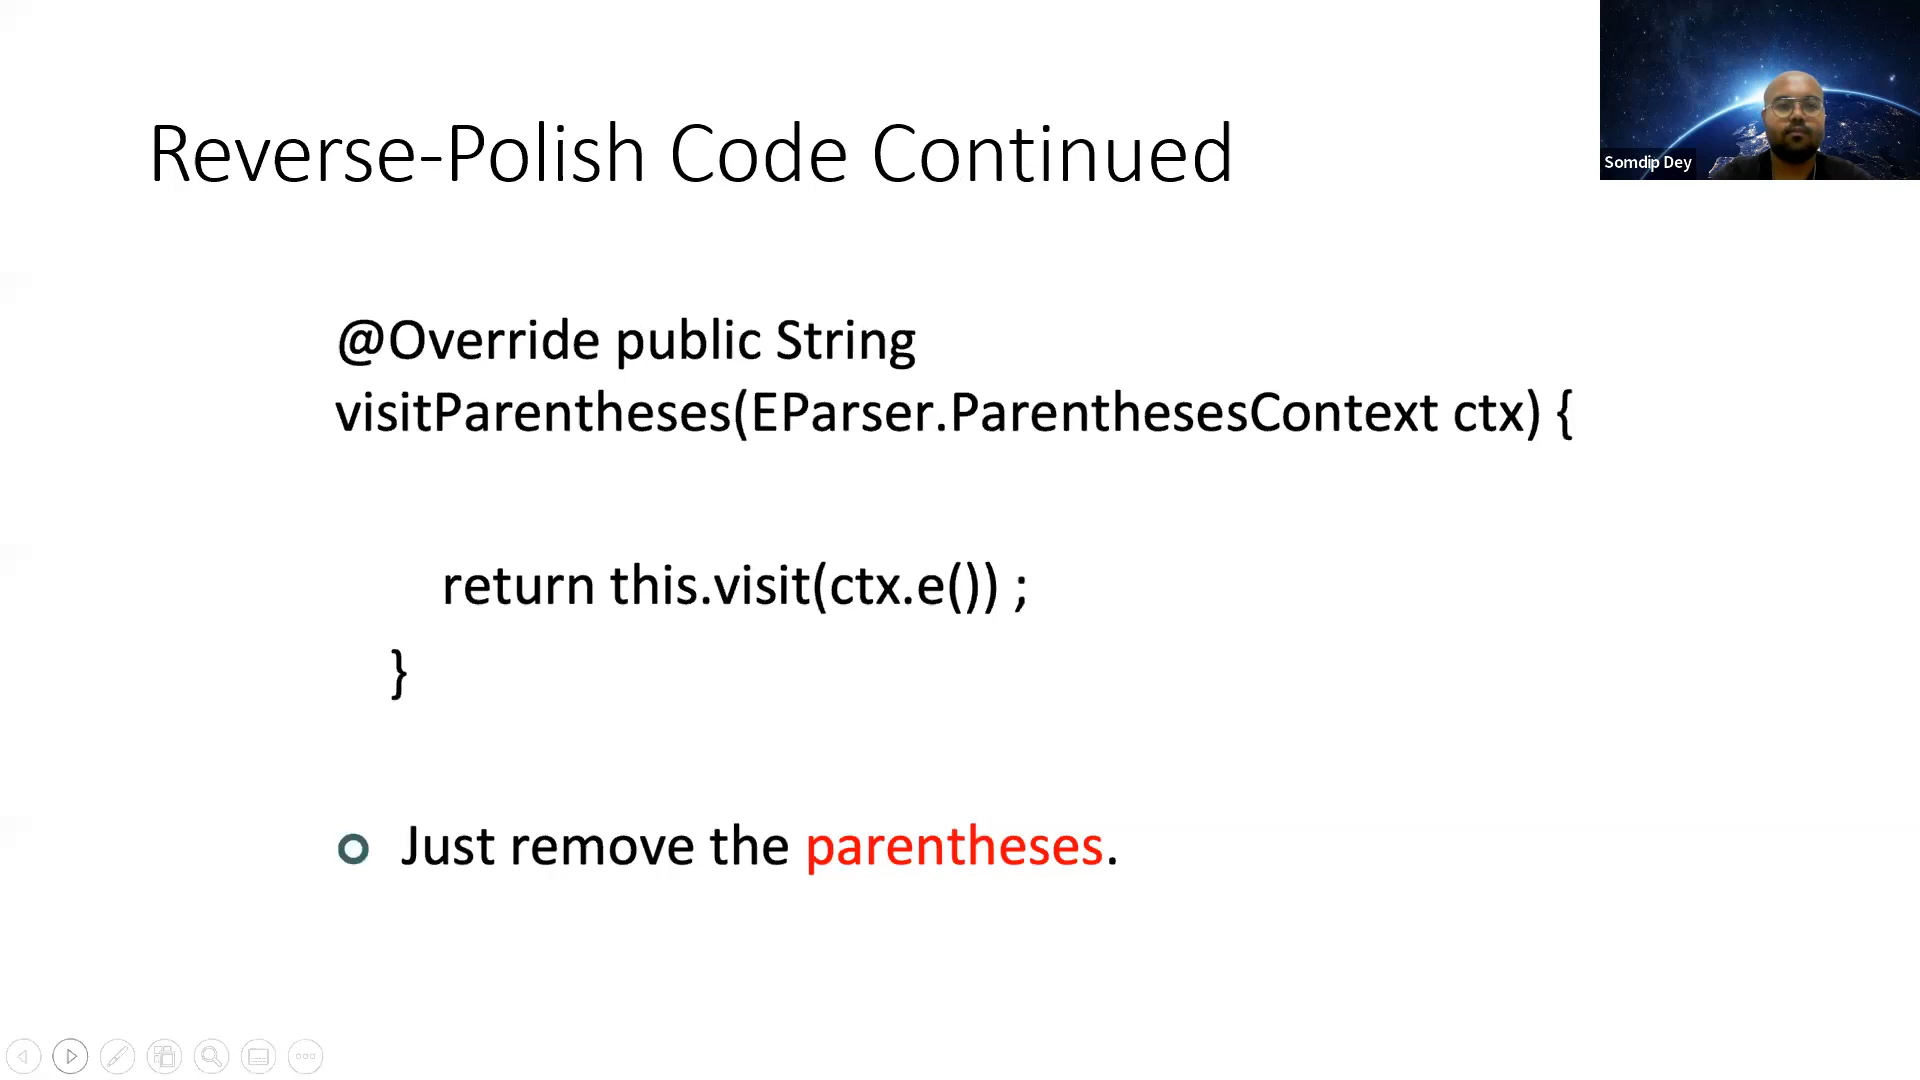 Reverse-Polish Code Continued
Somdip Dey
@Override public String
visitParentheses(EParser.ParenthesesContext ctx) {
return this.visit(ctx.e()) ;
}
Just remove the parentheses.